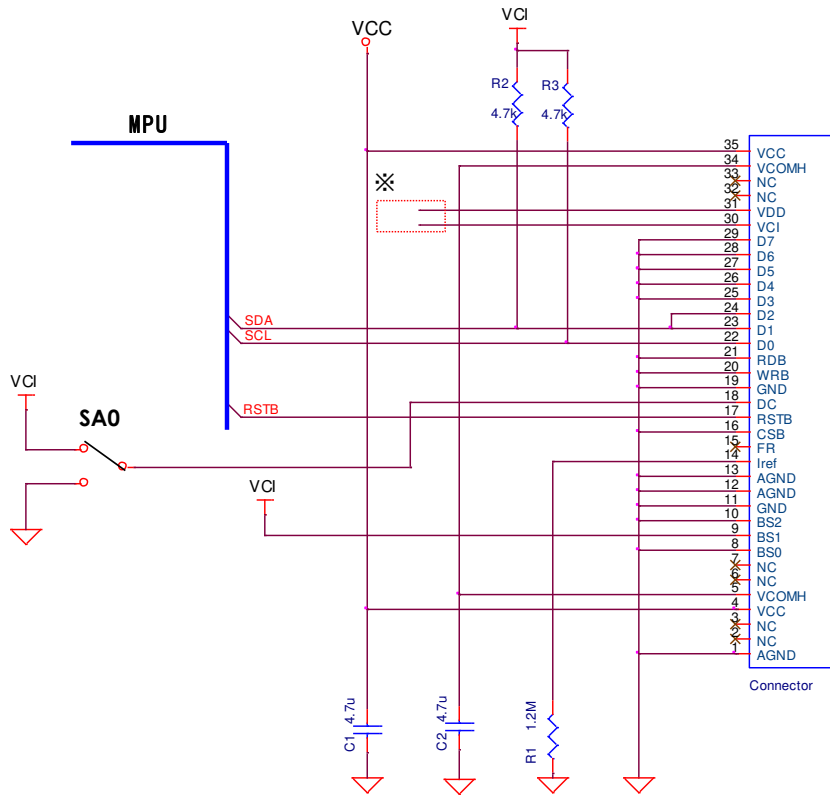 VCC
VCI
R2
4.7k
R3
4.7k
MPU
※
SDA
SCL
RSTB
VCI
SA0
VCI
35 VCC
34 VCOMH
33 NC
32 NC
31 VDD
30 VCI
29 D7
28 D6
27 D5
26 D4
25 D3
24 D2
23 D1
22 D0
21 RDB
20 WRB
19 GND
18 DC
17 RSTB
16 CSB
15 FR
14 Iref
13 AGND
12 AGND
11 GND
10 BS2
9 BS1
8 BS0
7 NC
6 NC
5 VCOMH
4 VCC
3 NC
2 NC
1 AGND
Connector
C1 4.7u
C2 4.7u
R1 1.2M